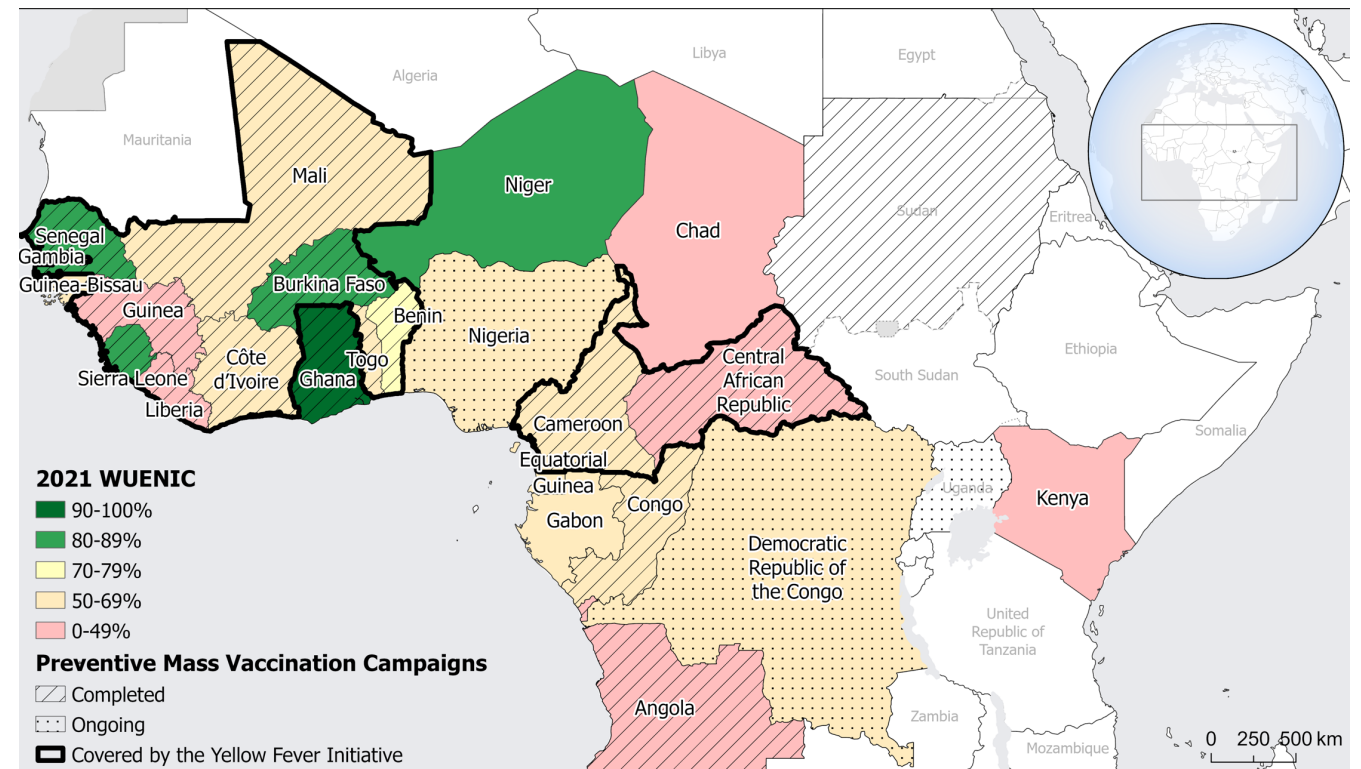 Libya
Egypt
Algeria
Mauritania
Mali
Niger
Chad
Sudan
Eritrea
Senegal
Gambia
Guinea-Bissau
Guinea
Burkina Faso
Benin
Nigeria
Sierra Leone
Liberia
Côte
d'Ivoire
Ghana
Togo
Central
African
Republic
South Sudan
Ethiopia
Somalia
Cameroon
Equatorial
Guinea
Gabon
Congo
Uganda
Kenya
Democratic
Republic of
the Congo
United
Republic of
Tanzania
Angola
Zambia
Mozambique
2021 WUENIC
90-100%
80-89%
70-79%
50-69%
0-49%
Preventive Mass Vaccination Campaigns
Completed
Ongoing
Covered by the Yellow Fever Initiative
0 250 500 km